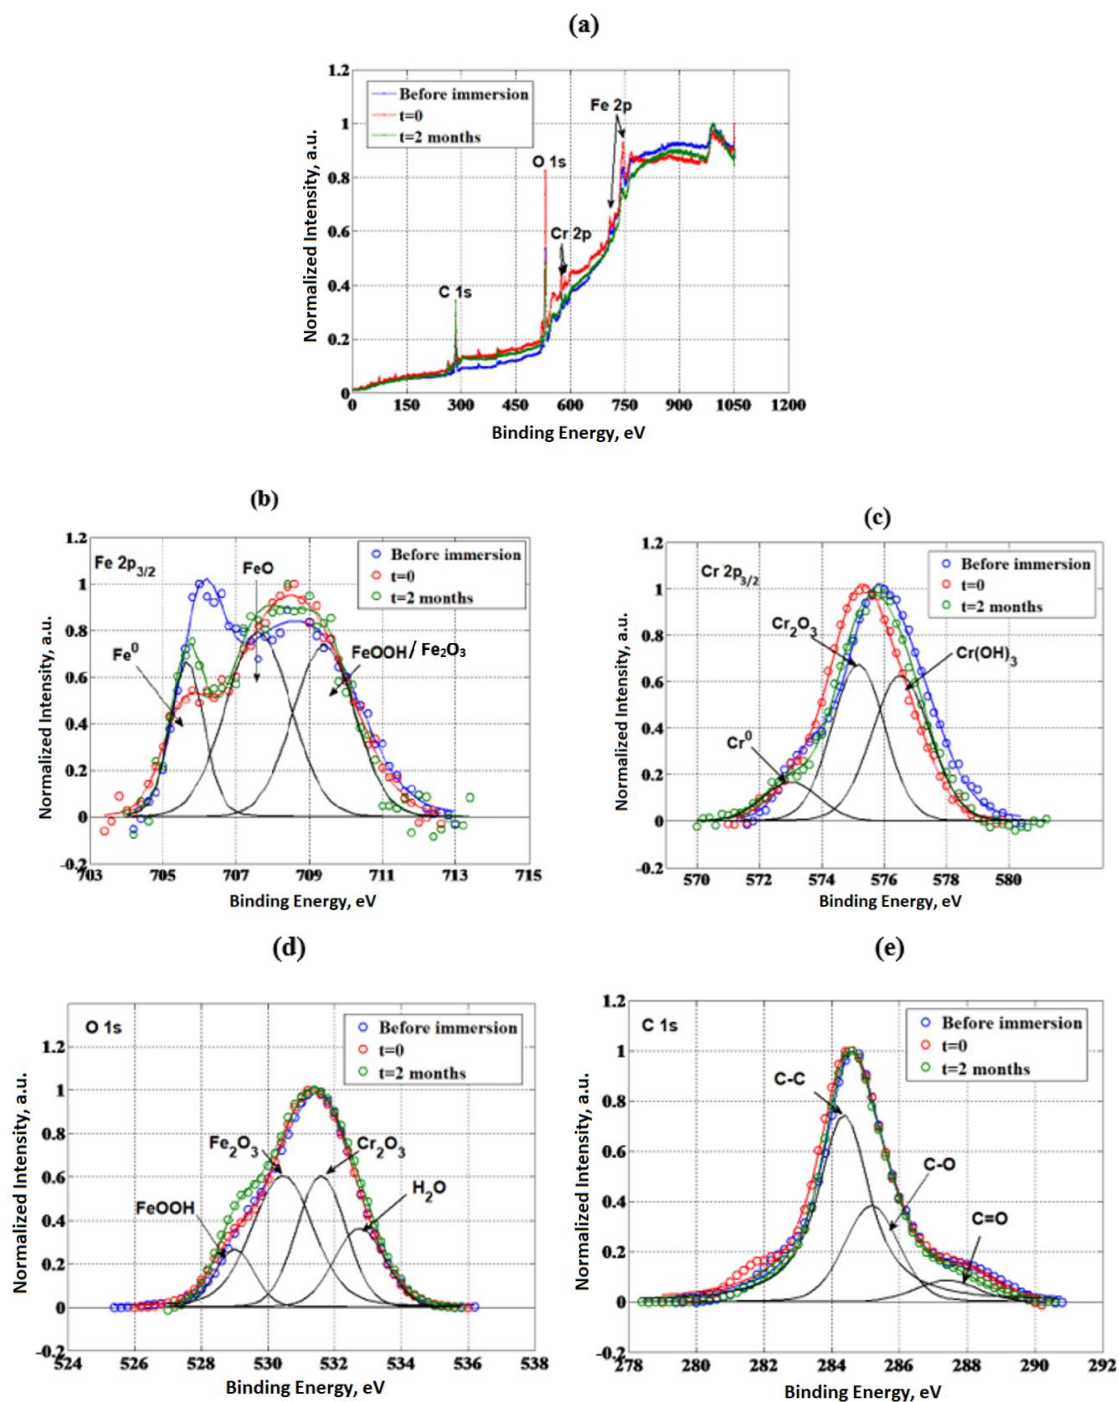 (a)
1.2
1
0.8
0.6
0.4
0.2
0
Normalized Intensity, a.u.
Before immersion
t=0
t=2 months
Fe 2p
O 1s
Cr 2p
C 1s
0 150 300 450 600 750 900 1050 1200
Binding Energy, eV
(b)
1.2
1
0.8
0.6
0.4
0.2
0
-0.2
Normalized Intensity, a.u.
Fe 2p3/2
FeO
Before immersion
t=0
t=2 months
Fe0
FeOOH/ Fe2O3
703 705 707 709 711 713 715
Binding Energy, eV
(c)
1.2
1
0.8
0.6
0.4
0.2
0
-0.2
Normalized Intensity, a.u.
Cr 2p3/2
Before immersion
t=0
t=2 months
Cr2O3
Cr(OH)3
Cr0
570 572 574 576 578 580
Binding Energy, eV
(d)
1.2
1
0.8
0.6
0.4
0.2
0
-0.2
Normalized Intensity, a.u.
O 1s
Before immersion
t=0
t=2 months
Fe2O3
Cr2O3
FeOOH
H2O
524 526 528 530 532 534 536 538
Binding Energy, eV
(e)
1
0.8
0.6
0.4
0.2
0
-0.2
Normalized Intensity, a.u.
C 1s
Before immersion
t=0
t=2 months
C-C
C-O
C=O
278 280 282 284 286 288 290 292
Binding Energy, eV